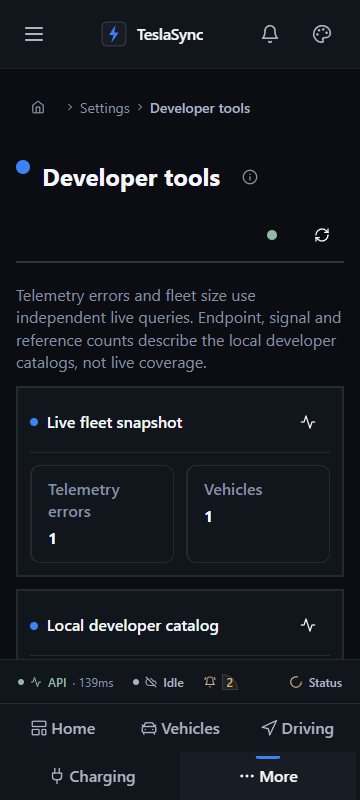 TeslaSync
Settings
Developer tools
Developer tools
Telemetry errors and fleet size use
independent live queries. Endpoint, signal and
reference counts describe the local developer
catalogs, not live coverage.
Live fleet snapshot
Telemetry
errors
1
Vehicles
1
Local developer catalog
API · 139ms
Idle
2
Status
Home
Vehicles
Driving
Charging
More